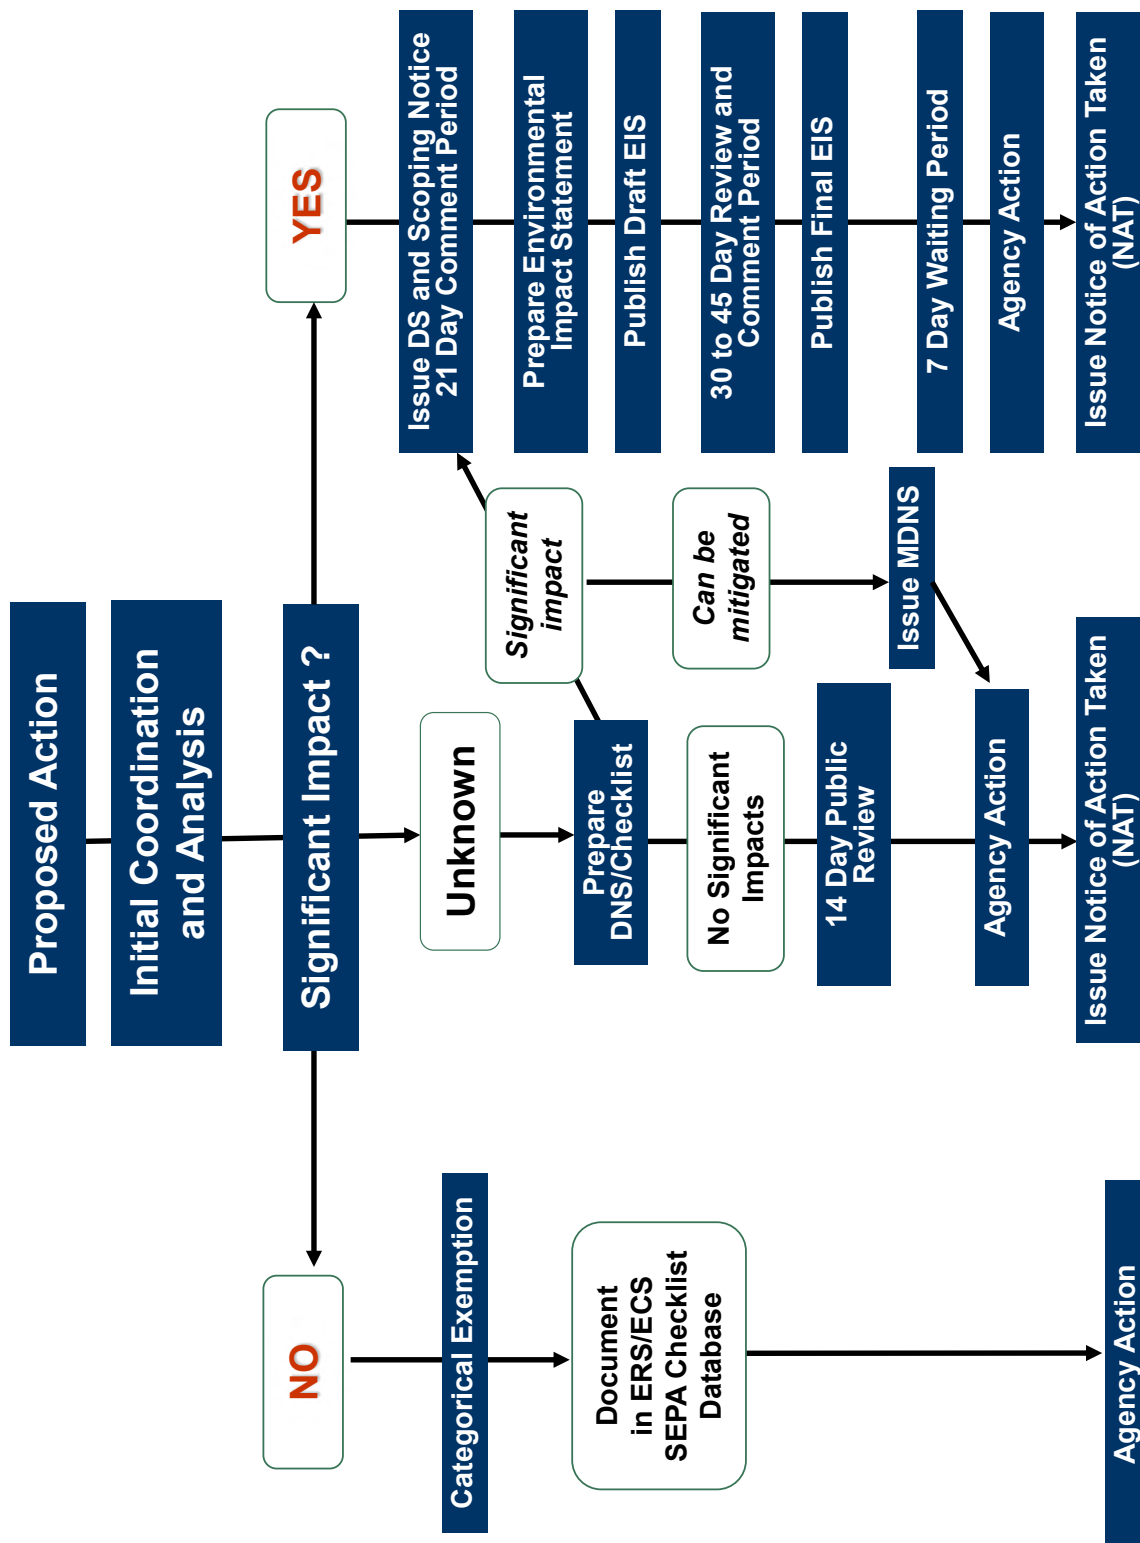 Proposed Action
Initial Coordination
and Analysis
Significant Impact ?
NO
Categorical Exemption
Document
in ERS/ECS
SEPA Checklist
Database
Agency Action
Unknown
Prepare
DNS/Checklist
No Significant
Impacts
14 Day Public
Review
Agency Action
Issue Notice of Action Taken
(NAT)
Significant
impact
Can be
mitigated
Issue MDNS
YES
Issue DS and Scoping Notice
21 Day Comment Period
Prepare Environmental
Impact Statement
Publish Draft EIS
30 to 45 Day Review and
Comment Period
Publish Final EIS
7 Day Waiting Period
Agency Action
Issue Notice of Action Taken
(NAT)